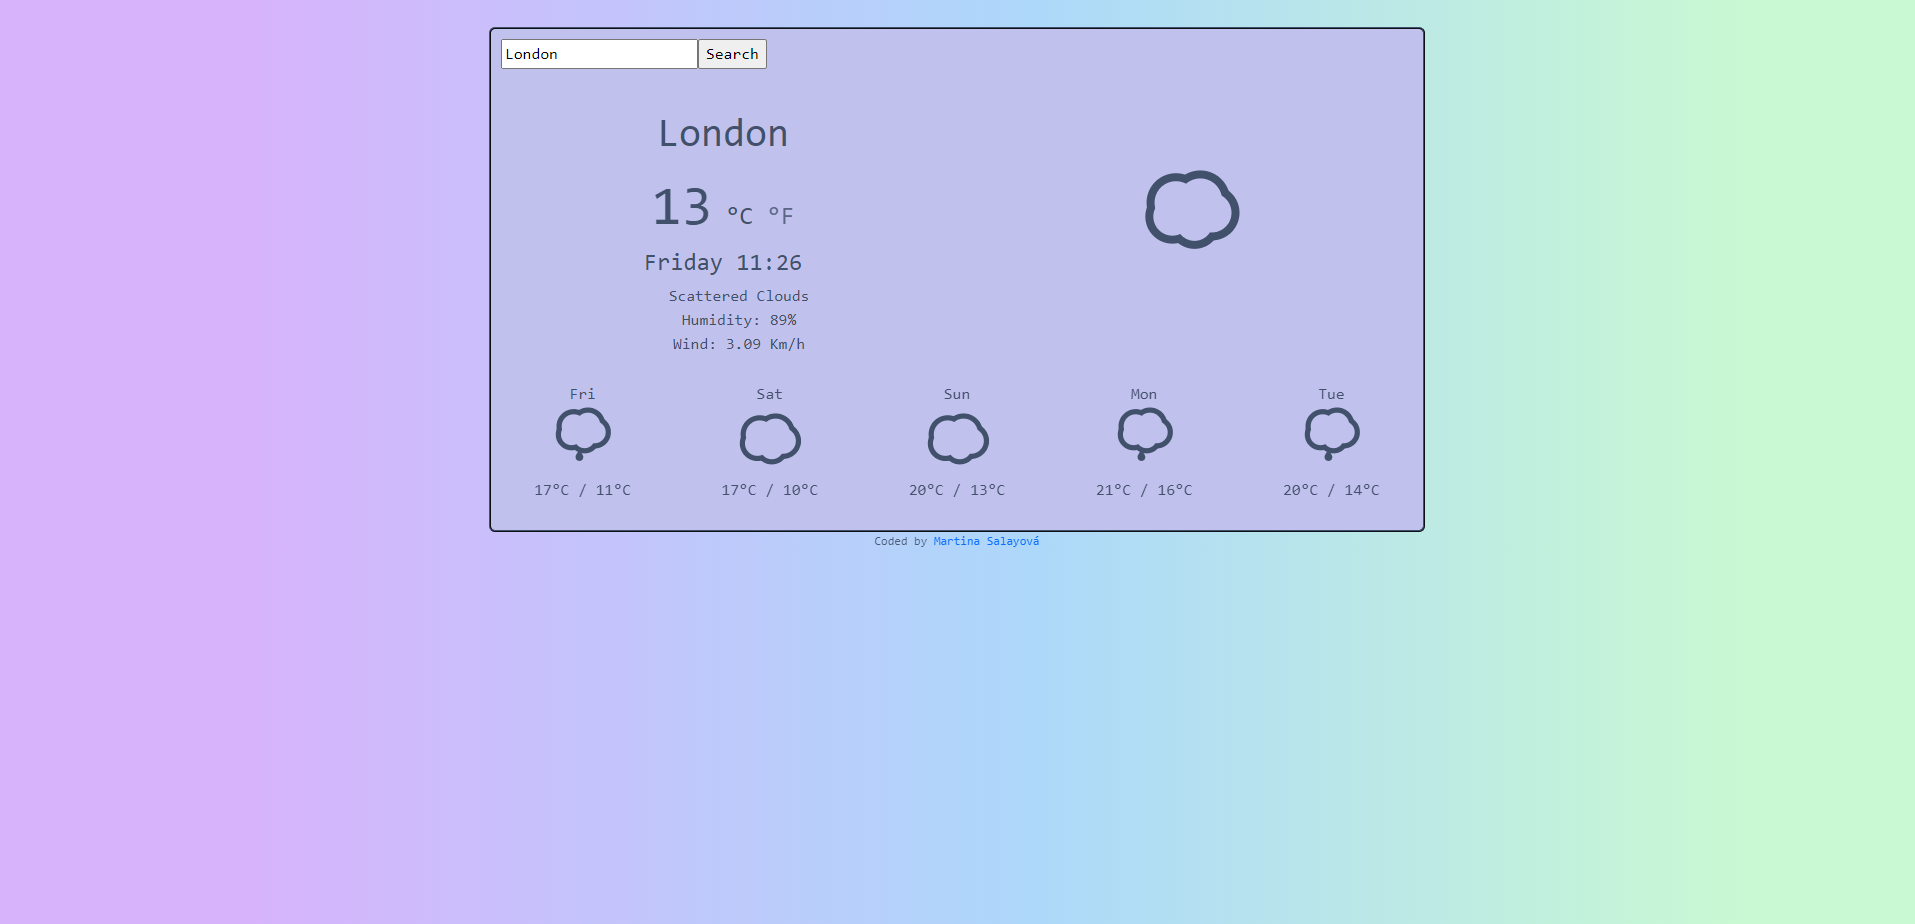 London Search
London
13 °C °F
Friday 11:26
Scattered Clouds
Humidity: 89%
Wind: 3.09 Km/h
Fri Sat Sun Mon Tue
17°C / 11°C 17°C / 10°C 20°C / 13°C 21°C / 16°C 20°C / 14°C
Coded by Martina Salayová